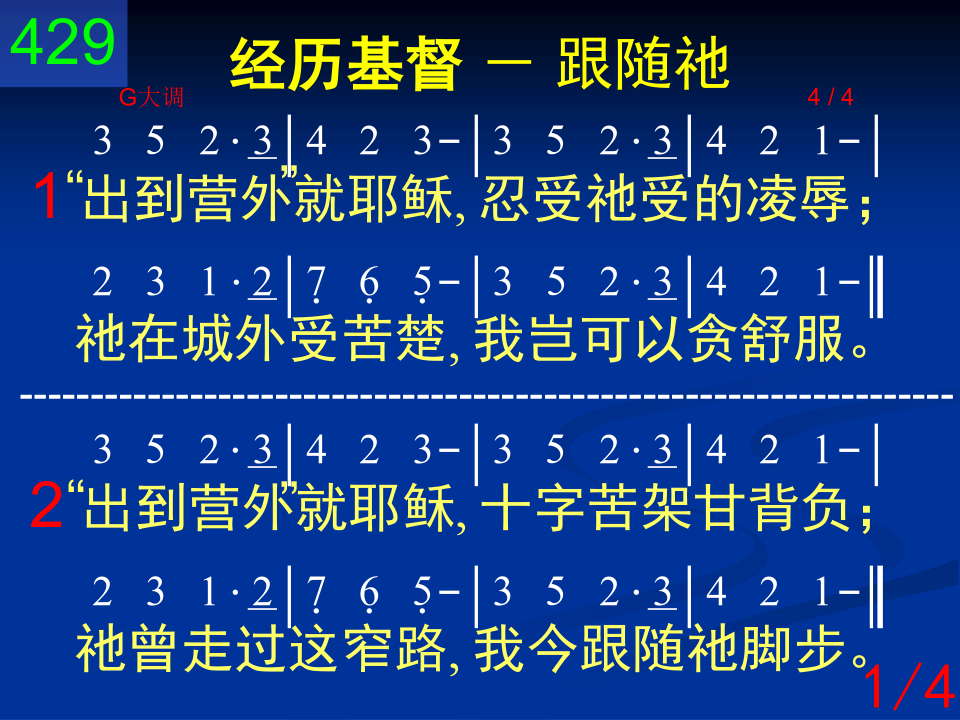 429
经历基督 － 跟随祂
G大调 4 / 4
3 5 2 · 3 | 4 2 3 - | 3 5 2 · 3 | 4 2 1 - |
1 “出到营外”就耶稣, 忍受祂受的凌辱；
2 3 1 · 2 | 7̣ 6̣ 5̣ - | 3 5 2 · 3 | 4 2 1 - ‖
祂在城外受苦楚, 我岂可以贪舒服。
3 5 2 · 3 | 4 2 3 - | 3 5 2 · 3 | 4 2 1 - |
2 “出到营外”就耶稣, 十字苦架甘背负；
2 3 1 · 2 | 7̣ 6̣ 5̣ - | 3 5 2 · 3 | 4 2 1 - ‖
祂曾走过这窄路, 我今跟随祂脚步。
1/4